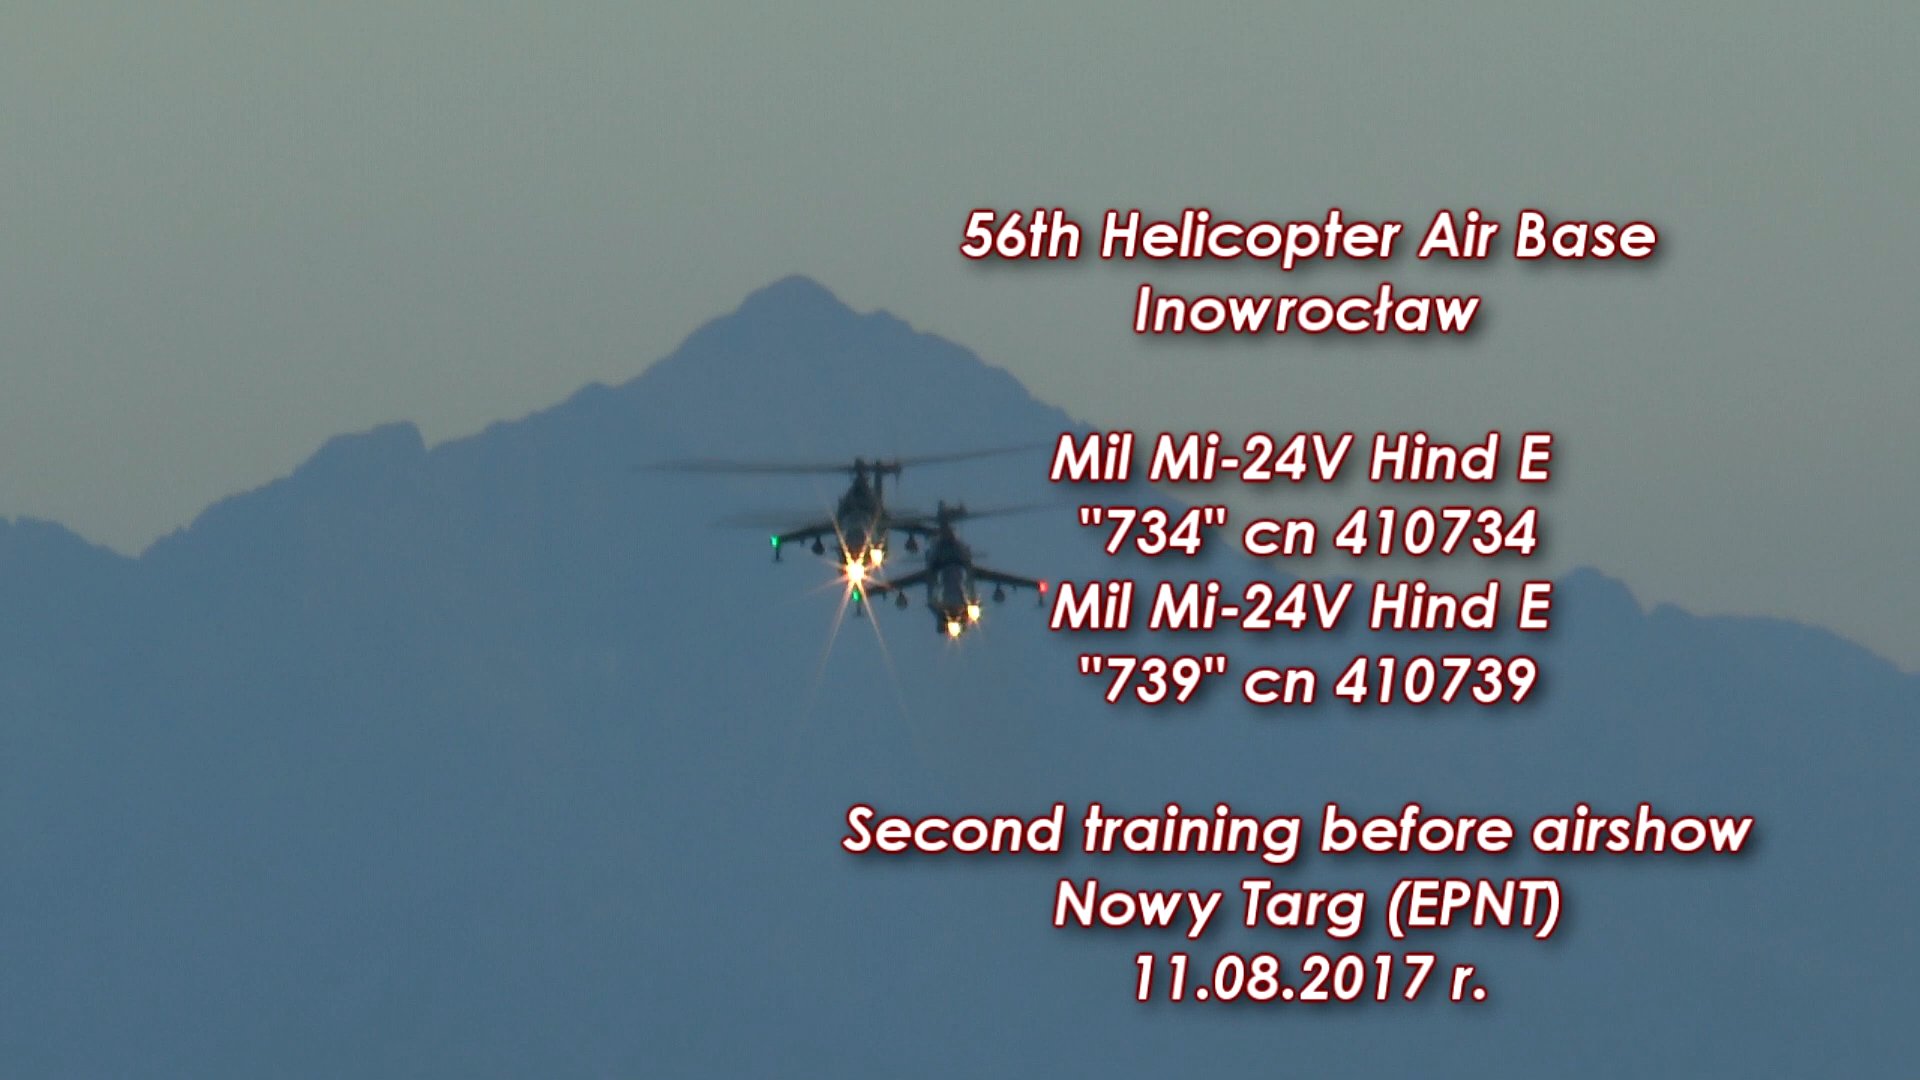 56th Helicopter Air Base
Inowrocław
Mil Mi-24V Hind E
"734" cn 410734
Mil Mi-24V Hind E
"739" cn 410739
Second training before airshow
Nowy Targ (EPNT)
11.08.2017 r.